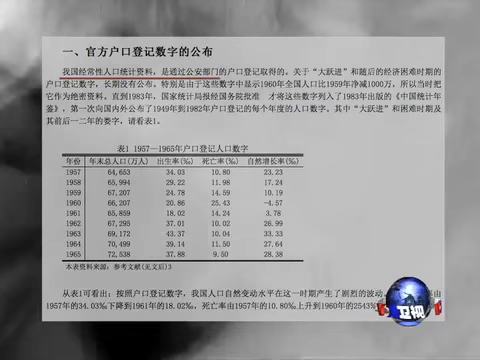 一、官方户口登记数字的公布
我国经常性人口统计资料，是通过公安部门的户口登记取得的。关于“大跃进”和随后的经济困难时期的
户口登记数字，长期没有公布。特别是由于这些数字中显示1960年全国人口比1959年净减1000万，所以当时把
它作为绝密资料。直到1983年，国家统计局报经国务院批准 才将这些数字列入了1983年出版的《中国统计年
鉴》，第一次向国内外公布了1949年到1982年户口登记的每个年度的人口数字。其中“大跃进”和困难时期及
其前后一二年的委字，请看表1。
表1 1957—1965年户口登记人口数字
年份 年末总人口(万人) 出生率(‰) 死亡率(‰) 自然增长率(‰)
1957 64,653 34.03 10.80 23.23
1958 65,994 29.22 11.98 17.24
1959 67,207 24.78 14.59 10.19
1960 66,207 20.86 25.43 -4.57
1961 65,859 18.02 14.24 3.78
1962 67,295 37.01 10.02 26.99
1963 69,172 43.37 10.04 33.33
1964 70,499 39.14 11.50 27.64
1965 72,538 37.88 9.50 28.38
本表资料来源：参考文献(见文后)3
从表1可看出：按照户口登记数字，我国人口自然变动水平在这一时期产生了剧烈的波动
由
1957年的34.03‰下降到1961年的18.02‰，死亡率由1957年的10.80‰上升到1960年的2543%
卫视